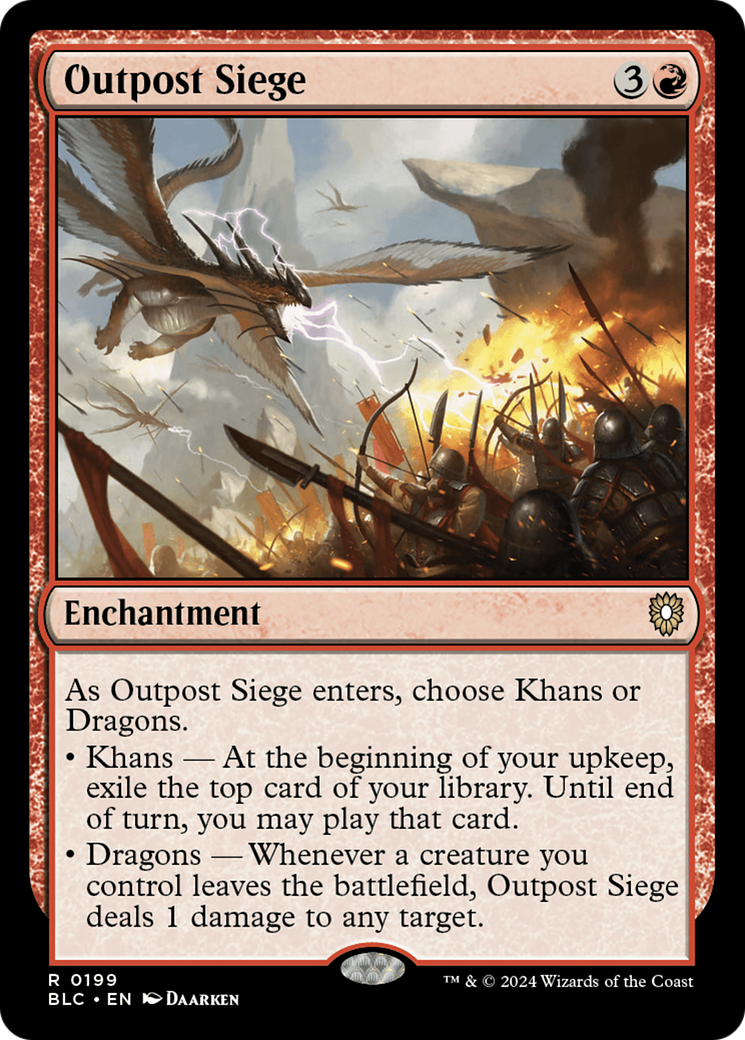 Outpost Siege 3
Enchantment
As Outpost Siege enters, choose Khans or
Dragons.
• Khans — At the beginning of your upkeep,
exile the top card of your library. Until end
of turn, you may play that card.
• Dragons — Whenever a creature you
control leaves the battlefield, Outpost Siege
deals 1 damage to any target.
R 0199
BLC • EN Daarken
™ & © 2024 Wizards of the Coast